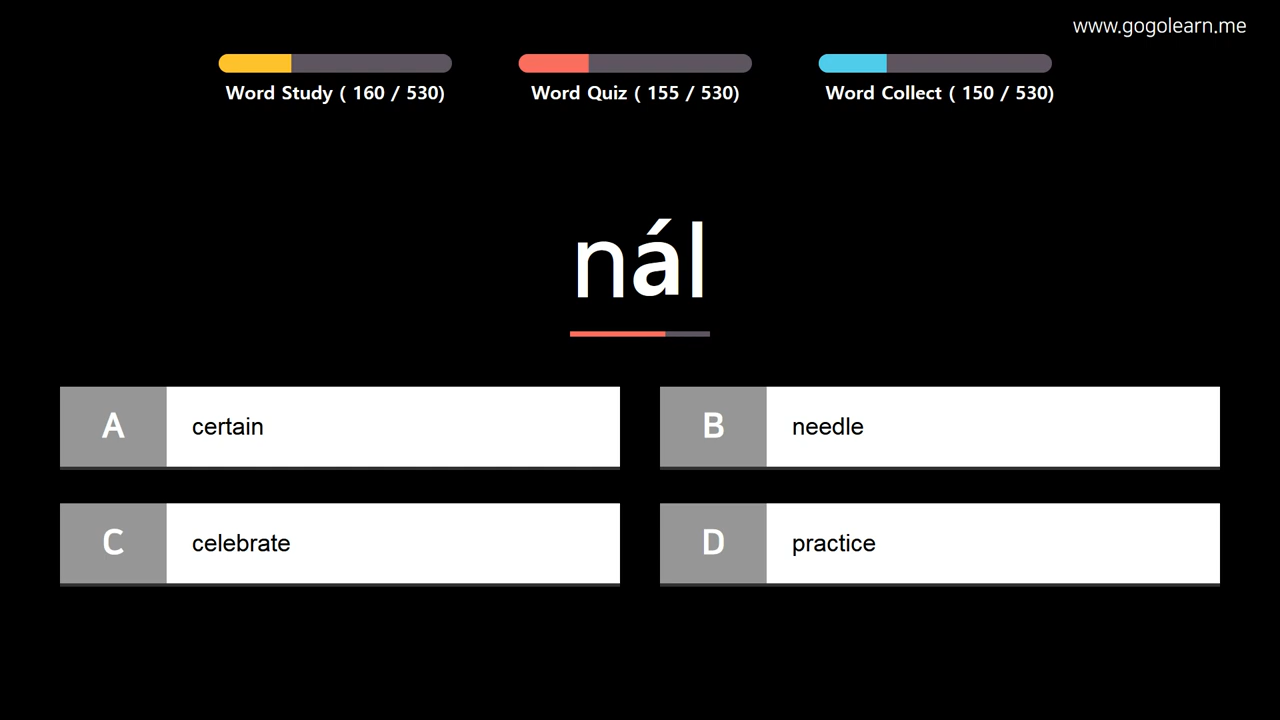 www.gogolearn.me
Word Study ( 160 / 530)
Word Quiz ( 155 / 530)
Word Collect ( 150 / 530)
nál
A certain
B needle
C celebrate
D practice